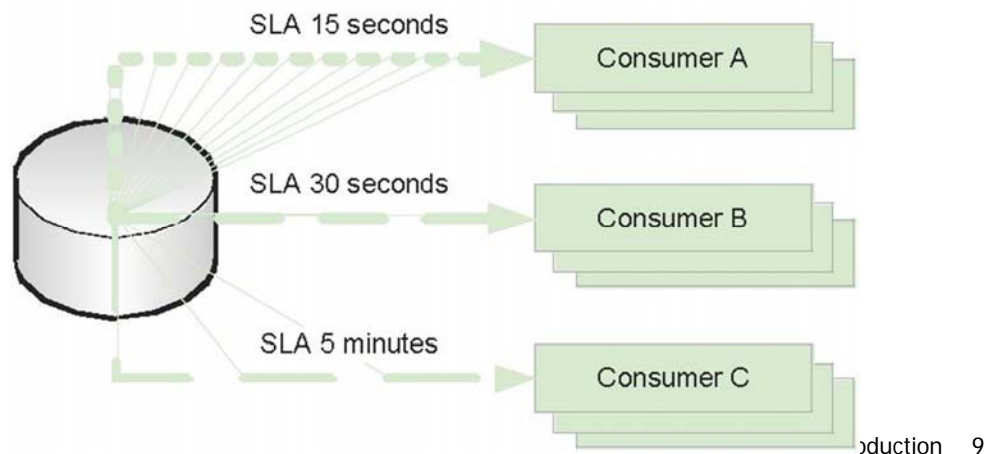 SLA 15 seconds
Consumer A
SLA 30 seconds
Consumer B
SLA 5 minutes
Consumer C
9